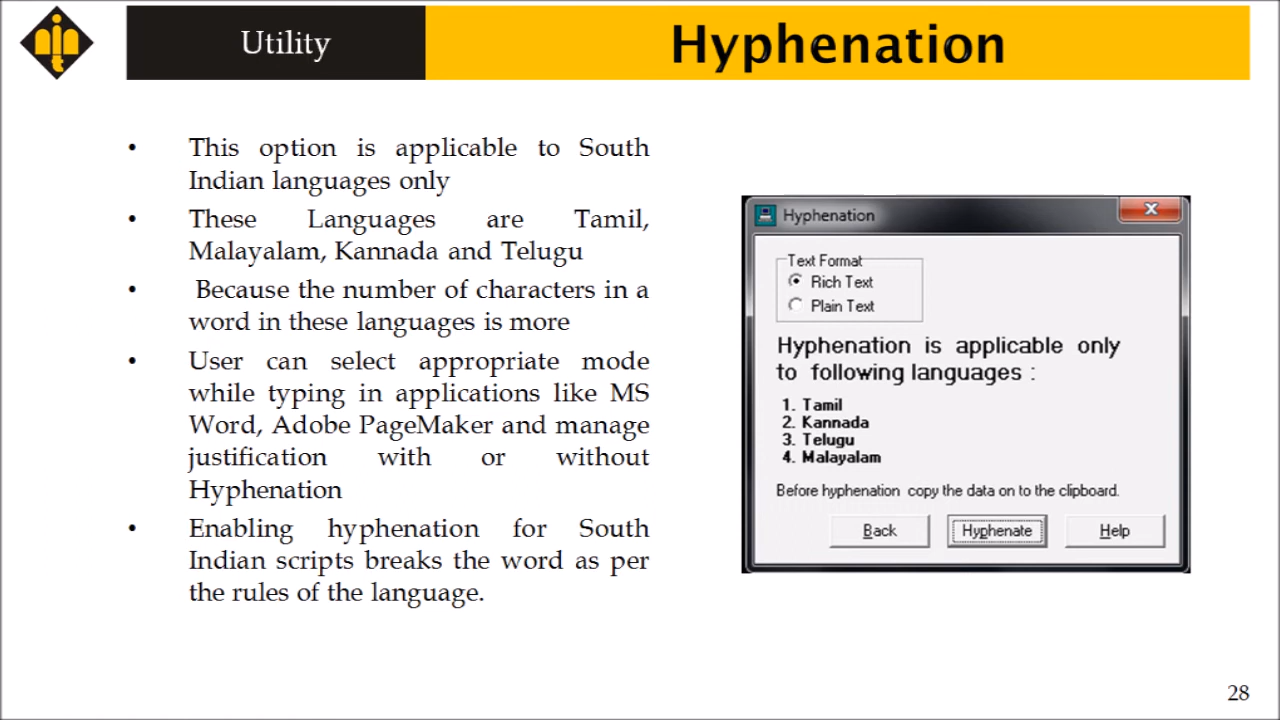 Utility
Hyphenation
• This option is applicable to South
Indian languages only
• These Languages are Tamil,
Malayalam, Kannada and Telugu
• Because the number of characters in a
word in these languages is more
• User can select appropriate mode
while typing in applications like MS
Word, Adobe PageMaker and manage
justification with or without
Hyphenation
• Enabling hyphenation for South
Indian scripts breaks the word as per
the rules of the language.
Hyphenation
Text Format
Rich Text
Plain Text
Hyphenation is applicable only
to following languages :
1. Tamil
2. Kannada
3. Telugu
4. Malayalam
Before hyphenation copy the data on to the clipboard.
Back Hyphenate Help
28